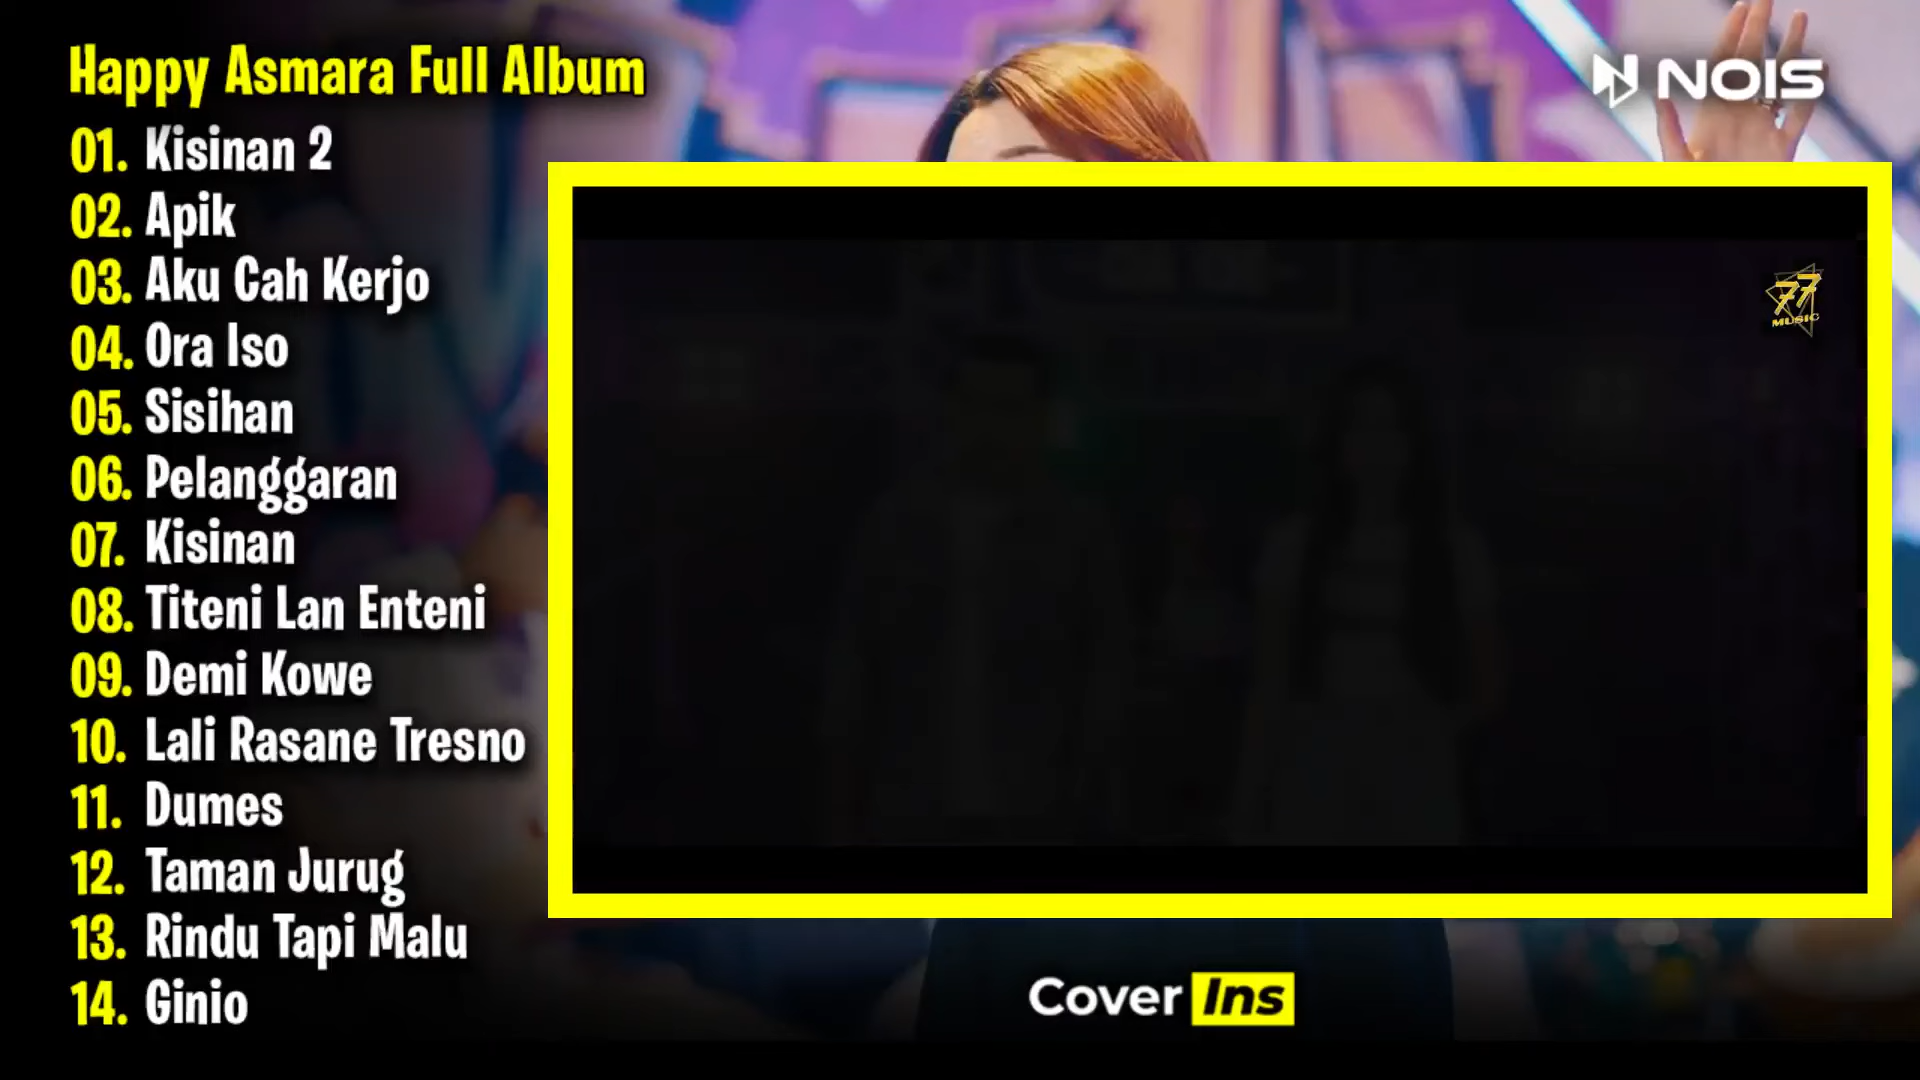 Happy Asmara Full Album
01. Kisinan 2
02. Apik
03. Aku Cah Kerjo
04. Ora Iso
05. Sisihan
06. Pelanggaran
07. Kisinan
08. Titeni Lan Enteni
09. Demi Kowe
10. Lali Rasane Tresno
11. Dumes
12. Taman Jurug
13. Rindu Tapi Malu
14. Ginio
NOIS
77
MUSIC
Cover Ins